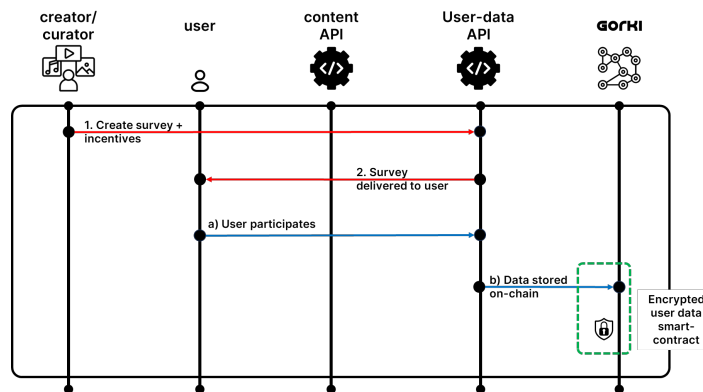 creator/
curator
user
content
API
User-data
API
GORKI
</>
</>
1. Create survey +
incentives
2. Survey
delivered to user
a) User participates
b) Data stored
on-chain
Encrypted
user data
smart-
contract